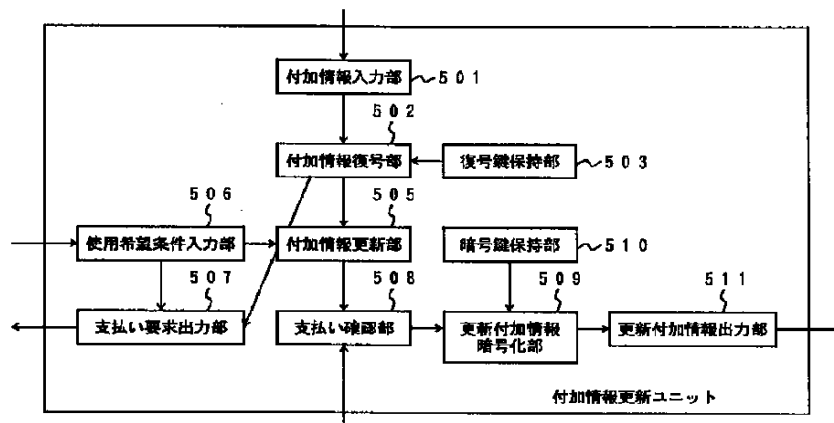 付加情報入力部
501
502
付加情報復号部
復号鍵保持部
503
506
505
使用希望条件入力部
付加情報更新部
暗号鍵保持部
510
507
508
509
511
支払い要求出力部
支払い確認部
更新付加情報
暗号化部
更新付加情報出力部
付加情報更新ユニット